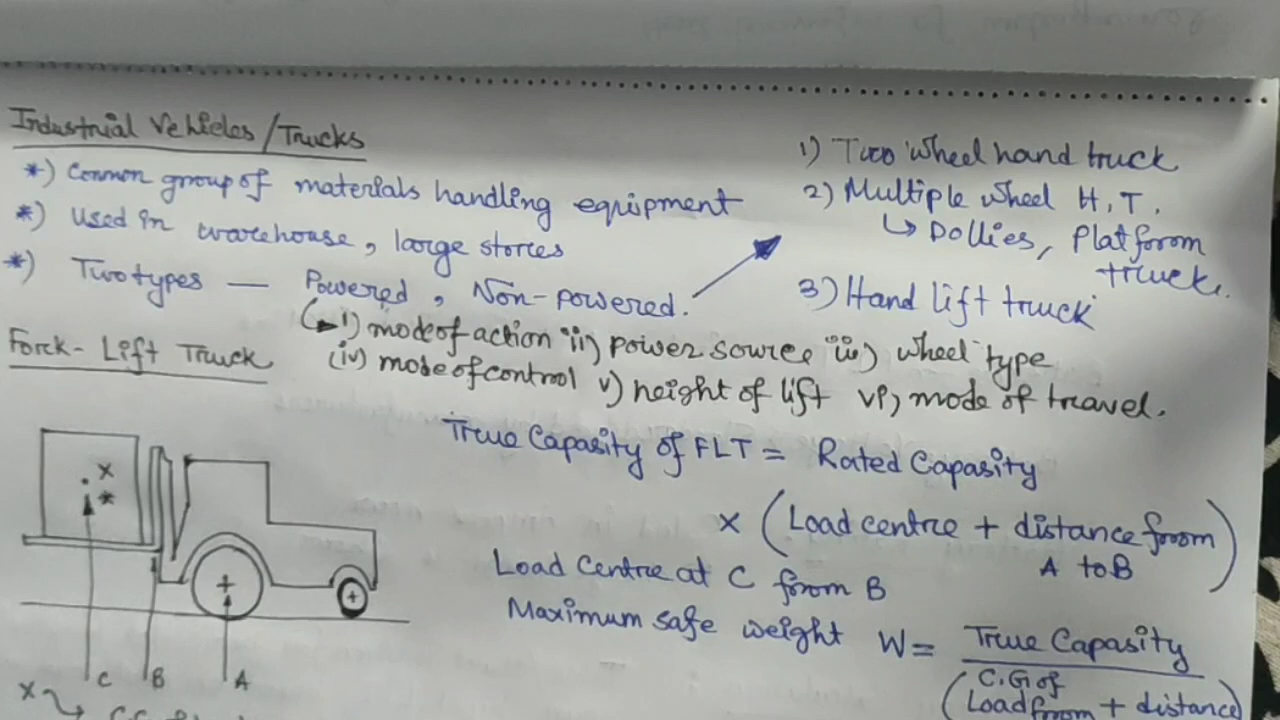 Industrial Vehicles/Trucks
*) Common group of materials handling equipment
*) Used in warehouse, large stores
*) Two types — Powered, Non-powered.
1) Two wheel hand truck
2) Multiple wheel H.T.
↳ Dollies, Platform
truck.
3) Hand lift truck
(i) mode of action ii) power source iii) wheel type
(iv) mode of control v) height of lift vi) mode of travel.
Fork-Lift Truck
True Capasity of FLT = Rated Capasity
× (Load centre + distance from
A to B)
Load Centre at C from B
Maximum safe weight W = True Capasity
(C.G. of
Load from + distance
x
*
+
+
C B A
x